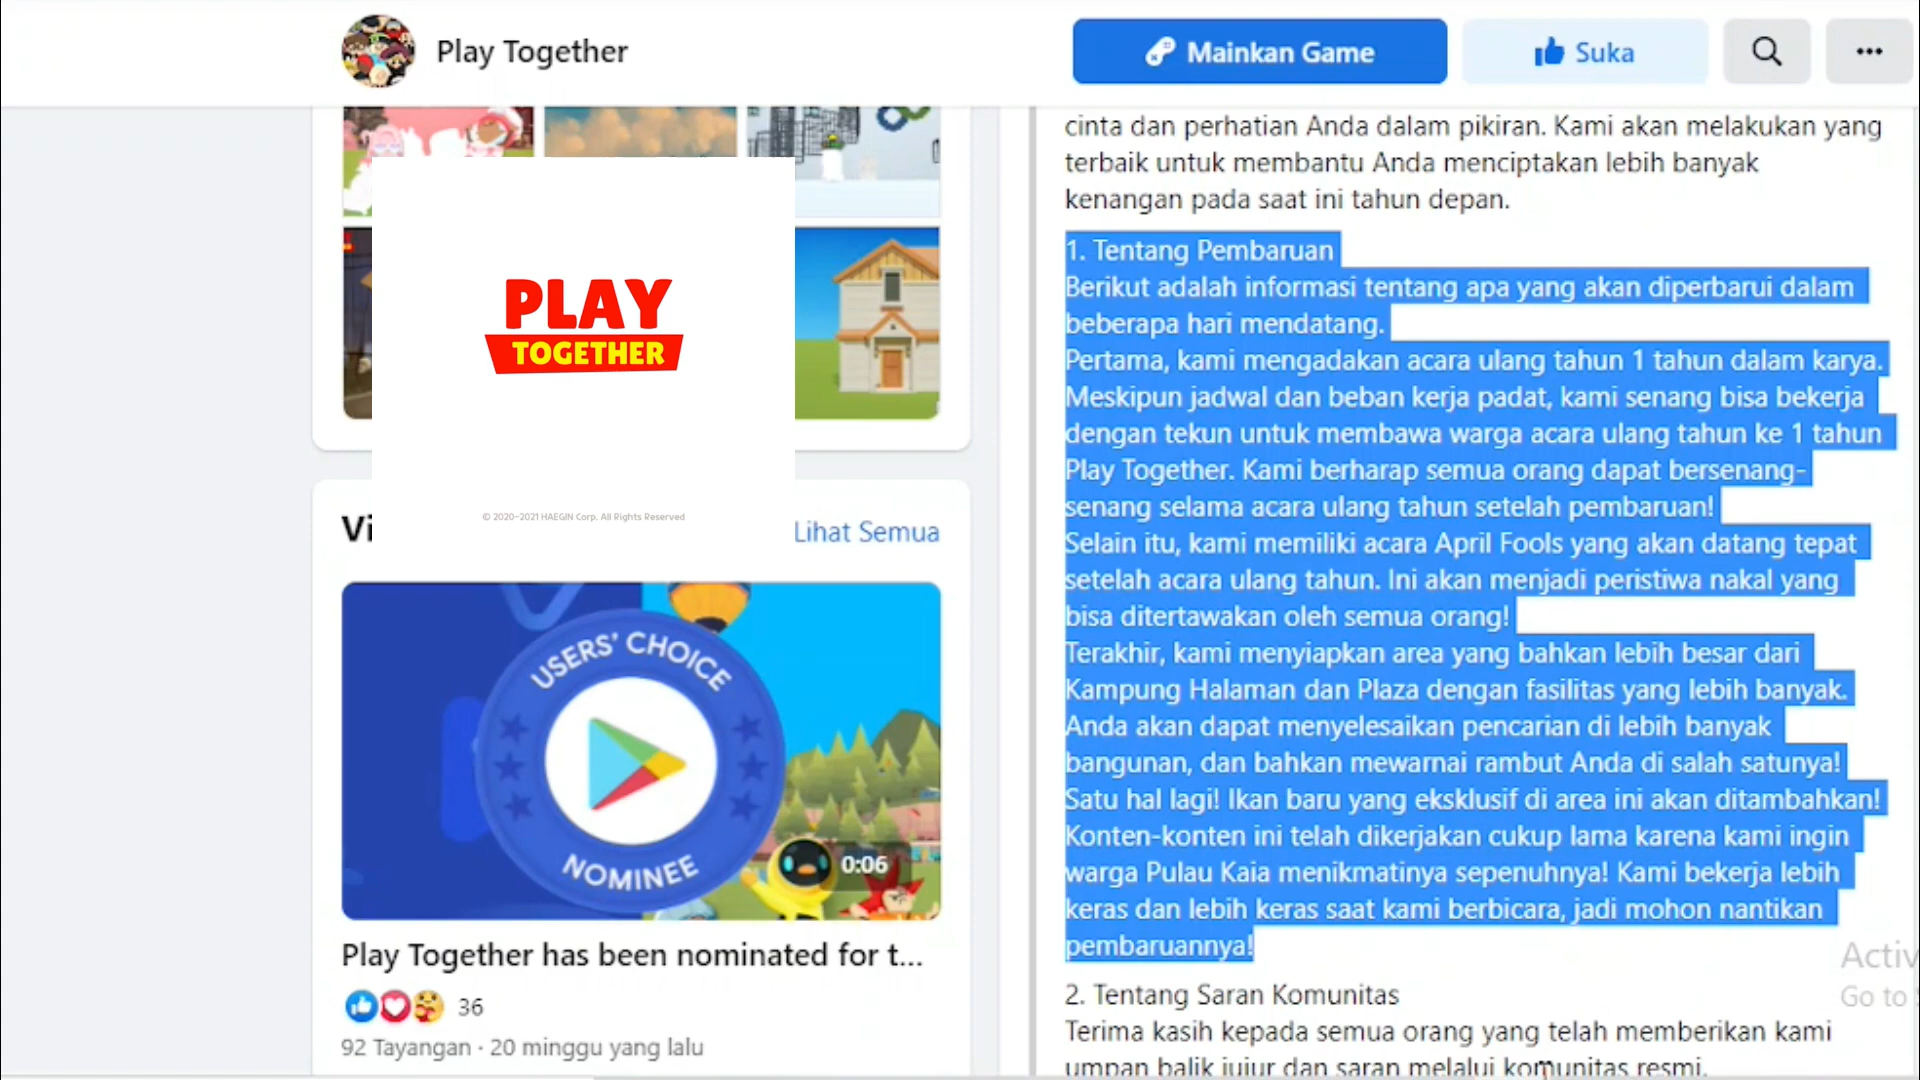 Play Together
Mainkan Game
Suka
PLAY
TOGETHER
© 2020-2021 HAEGIN Corp. All Rights Reserved
Vi
Lihat Semua
USERS' CHOICE
NOMINEE
0:06
Play Together has been nominated for t...
36
92 Tayangan · 20 minggu yang lalu
cinta dan perhatian Anda dalam pikiran. Kami akan melakukan yang
terbaik untuk membantu Anda menciptakan lebih banyak
kenangan pada saat ini tahun depan.
1. Tentang Pembaruan
Berikut adalah informasi tentang apa yang akan diperbarui dalam
beberapa hari mendatang.
Pertama, kami mengadakan acara ulang tahun 1 tahun dalam karya.
Meskipun jadwal dan beban kerja padat, kami senang bisa bekerja
dengan tekun untuk membawa warga acara ulang tahun ke 1 tahun
Play Together. Kami berharap semua orang dapat bersenang-
senang selama acara ulang tahun setelah pembaruan!
Selain itu, kami memiliki acara April Fools yang akan datang tepat
setelah acara ulang tahun. Ini akan menjadi peristiwa nakal yang
bisa ditertawakan oleh semua orang!
Terakhir, kami menyiapkan area yang bahkan lebih besar dari
Kampung Halaman dan Plaza dengan fasilitas yang lebih banyak.
Anda akan dapat menyelesaikan pencarian di lebih banyak
bangunan, dan bahkan mewarnai rambut Anda di salah satunya!
Satu hal lagi! Ikan baru yang eksklusif di area ini akan ditambahkan!
Konten-konten ini telah dikerjakan cukup lama karena kami ingin
warga Pulau Kaia menikmatinya sepenuhnya! Kami bekerja lebih
keras dan lebih keras saat kami berbicara, jadi mohon nantikan
pembaruannya!
2. Tentang Saran Komunitas
Terima kasih kepada semua orang yang telah memberikan kami
umpan balik jujur dan saran melalui komunitas resmi.
Activ
Go to